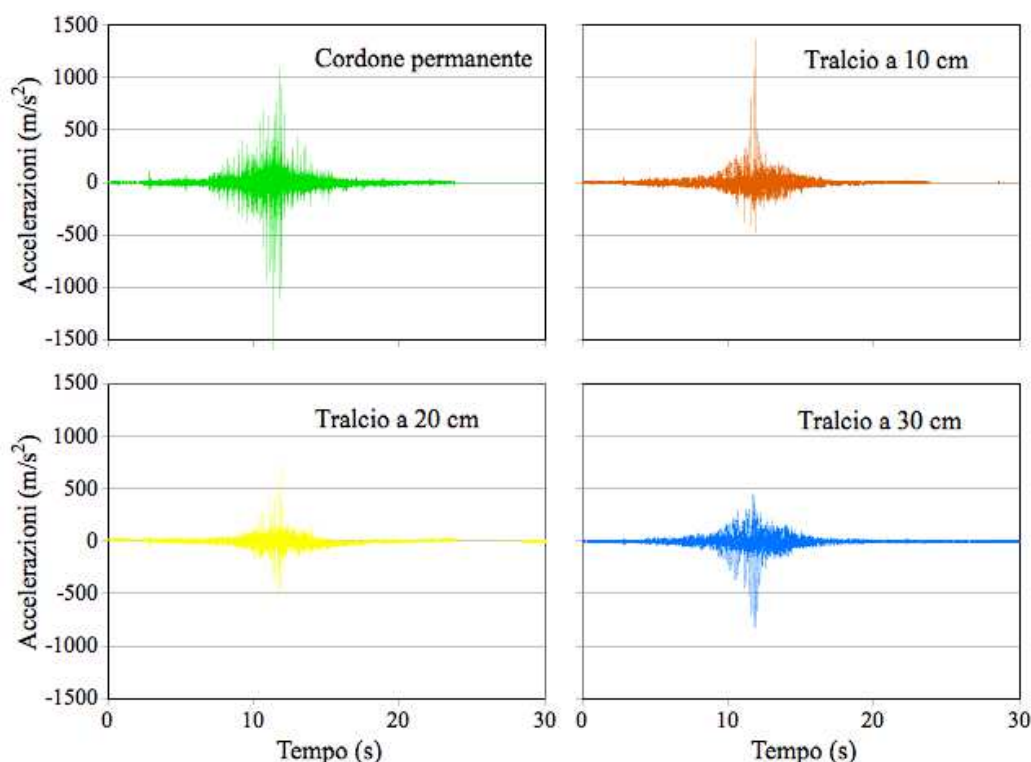 1500
1000
500
0
-500
-1000
-1500
Accelerazioni (m/s²)
Cordone permanente
Tralcio a 10 cm
1500
1000
500
0
-500
-1000
-1500
Accelerazioni (m/s²)
Tralcio a 20 cm
Tralcio a 30 cm
0 10 20 30
Tempo (s)
0 10 20 30
Tempo (s)